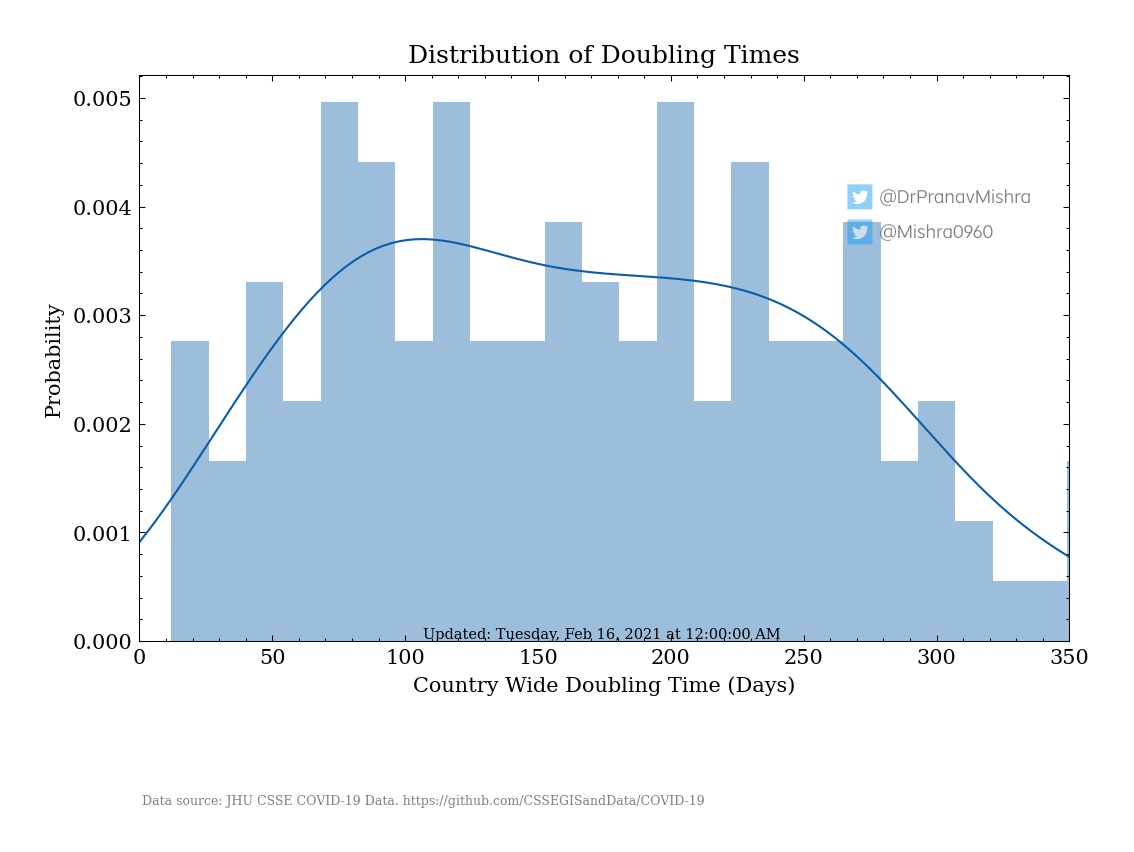 Distribution of Doubling Times
0.005
0.004
0.003
0.002
0.001
0.000
Probability
@DrPranavMishra
@Mishra0960
Updated: Tuesday, Feb 16, 2021 at 12:00:00 AM
0 50 100 150 200 250 300 350
Country Wide Doubling Time (Days)
Data source: JHU CSSE COVID-19 Data. https://github.com/CSSEGISandData/COVID-19